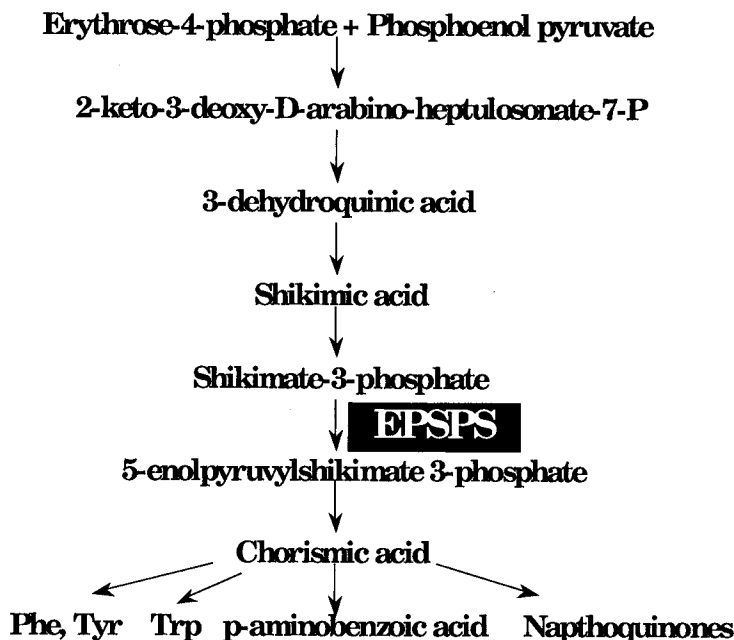 Erythrose-4-phosphate + Phosphoenol pyruvate
2-keto-3-deoxy-D-arabino-heptulosonate-7-P
3-dehydroquinic acid
Shikimic acid
Shikimate-3-phosphate
EPSPS
5-enolpyruvylshikimate 3-phosphate
Chorismic acid
Phe, Tyr Trp p-aminobenzoic acid Napthoquinones